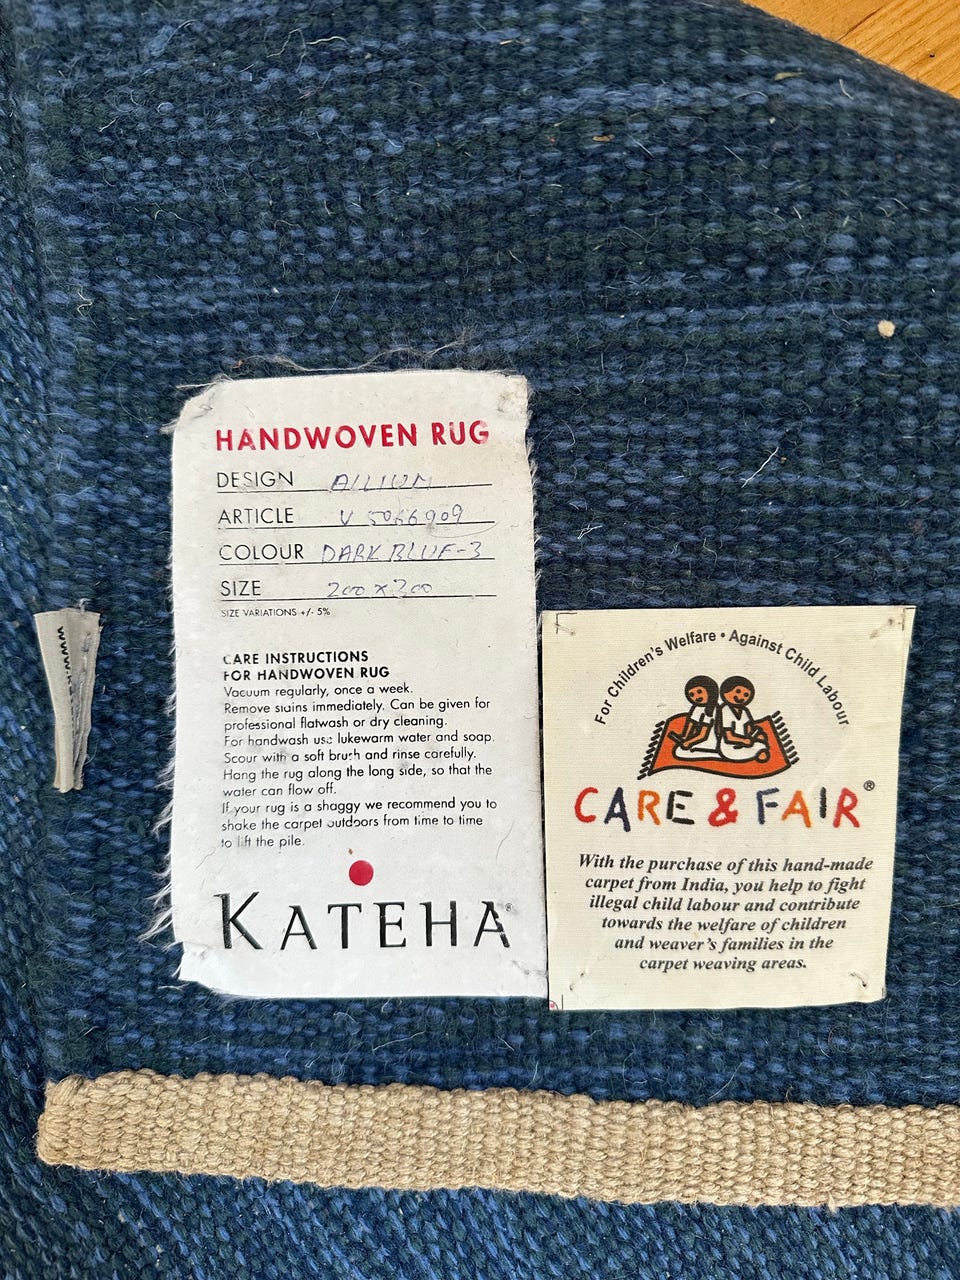 HANDWOVEN RUG
DESIGN ALLIUM
ARTICLE
COLOUR DARK BLUE-3
SIZE
SIZE VARIATIONS +/- 5%
CARE INSTRUCTIONS
FOR HANDWOVEN RUG
Vacuum regularly, once a week.
Remove stains immediately. Can be given for
professional flatwash or dry cleaning.
For handwash use lukewarm water and soap.
Scour with a soft brush and rinse carefully.
Hang the rug along the long side, so that the
water can flow off.
If your rug is a shaggy we recommend you to
shake the carpet outdoors from time to time
to lift the pile.
KATEHA®
For Children's Welfare • Against Child Labour
CARE & FAIR®
With the purchase of this hand-made
carpet from India, you help to fight
illegal child labour and contribute
towards the welfare of children
and weaver's families in the
carpet weaving areas.